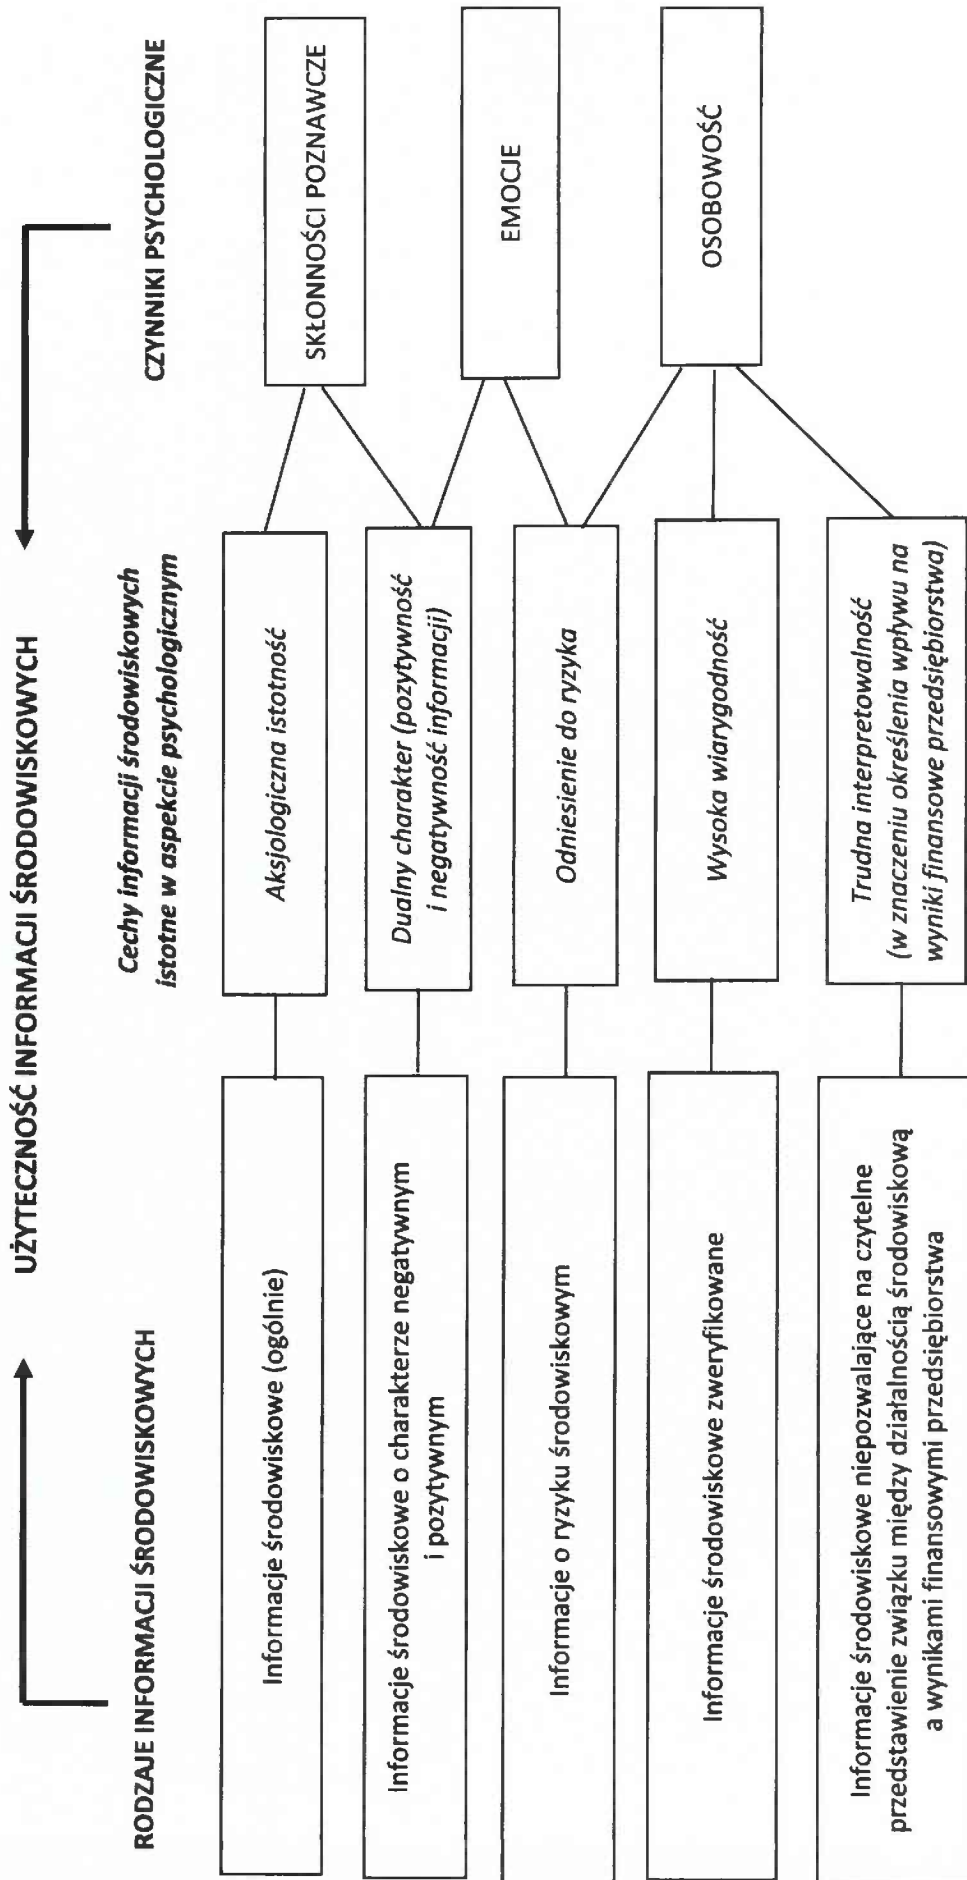 UŻYTECZNOŚĆ INFORMACJI ŚRODOWISKOWYCH
RODZAJE INFORMACJI ŚRODOWISKOWYCH
Cechy informacji środowiskowych
istotne w aspekcie psychologicznym
CZYNNIKI PSYCHOLOGICZNE
Informacje środowiskowe (ogólnie)
Aksjologiczna istotność
SKŁONNOŚCI POZNAWCZE
Informacje środowiskowe o charakterze negatywnym
i pozytywnym
Dualny charakter (pozytywność
i negatywność informacji)
EMOCJE
Informacje o ryzyku środowiskowym
Odniesienie do ryzyka
Informacje środowiskowe zweryfikowane
Wysoka wiarygodność
OSOBOWOŚĆ
Informacje środowiskowe niepozwalające na czytelne
przedstawienie związku między działalnością środowiskową
a wynikami finansowymi przedsiębiorstwa
Trudna interpretowalność
(w znaczeniu określenia wpływu na
wyniki finansowe przedsiębiorstwa)